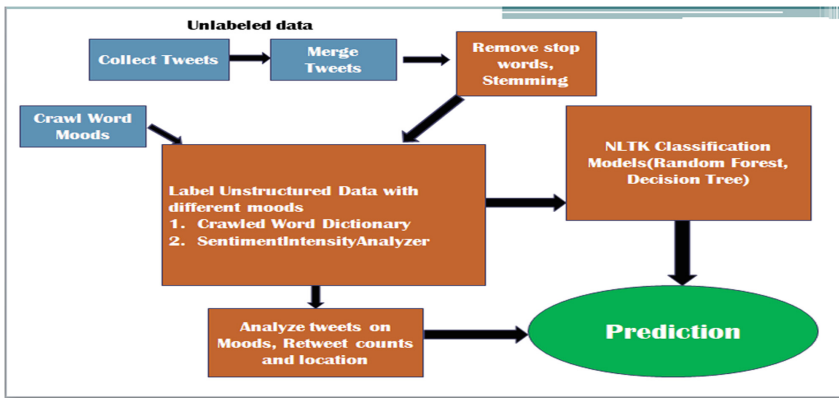 Unlabeled data
Collect Tweets
Merge
Tweets
Remove stop
words,
Stemming
Crawl Word
Moods
Label Unstructured Data with
different moods
1. Crawled Word Dictionary
2. SentimentIntensityAnalyzer
NLTK Classification
Models(Random Forest,
Decision Tree)
Analyze tweets on
Moods, Retweet counts
and location
Prediction